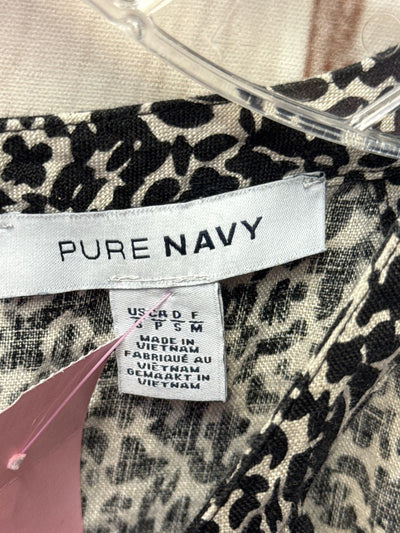 PURE NAVY
US CA D F
S P S M
MADE IN
VIETNAM
FABRIQUÉ AU
VIETNAM
GEMAAKT IN
VIETNAM